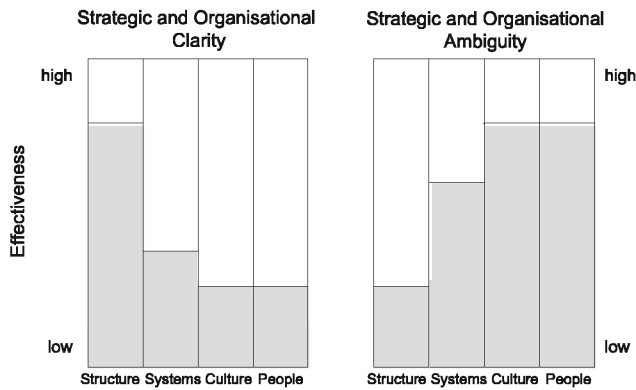 Strategic and Organisational
Clarity
Strategic and Organisational
Ambiguity
high
high
Effectiveness
low
low
Structure Systems Culture People
Structure Systems Culture People